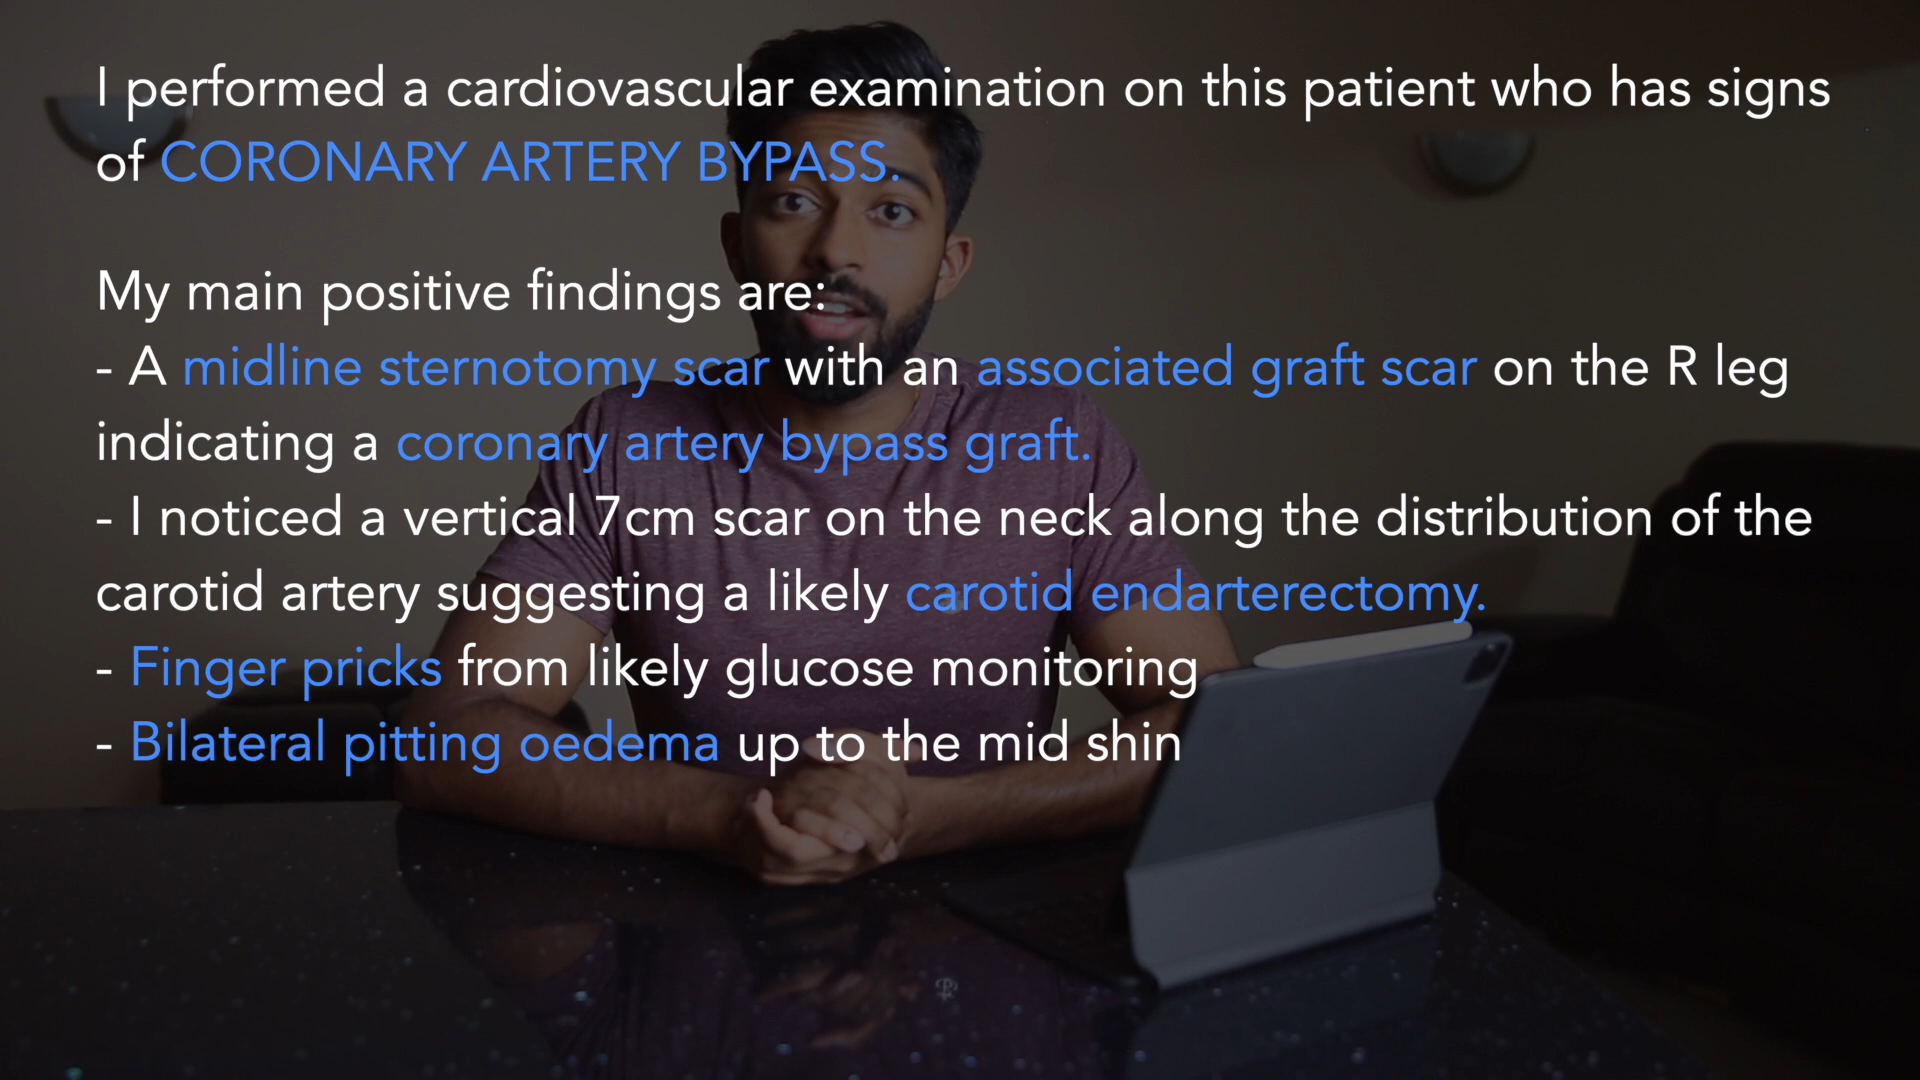 I performed a cardiovascular examination on this patient who has signs
of CORONARY ARTERY BYPASS.
My main positive findings are:
- A midline sternotomy scar with an associated graft scar on the R leg
indicating a coronary artery bypass graft.
- I noticed a vertical 7cm scar on the neck along the distribution of the
carotid artery suggesting a likely carotid endarterectomy.
- Finger pricks from likely glucose monitoring
- Bilateral pitting oedema up to the mid shin